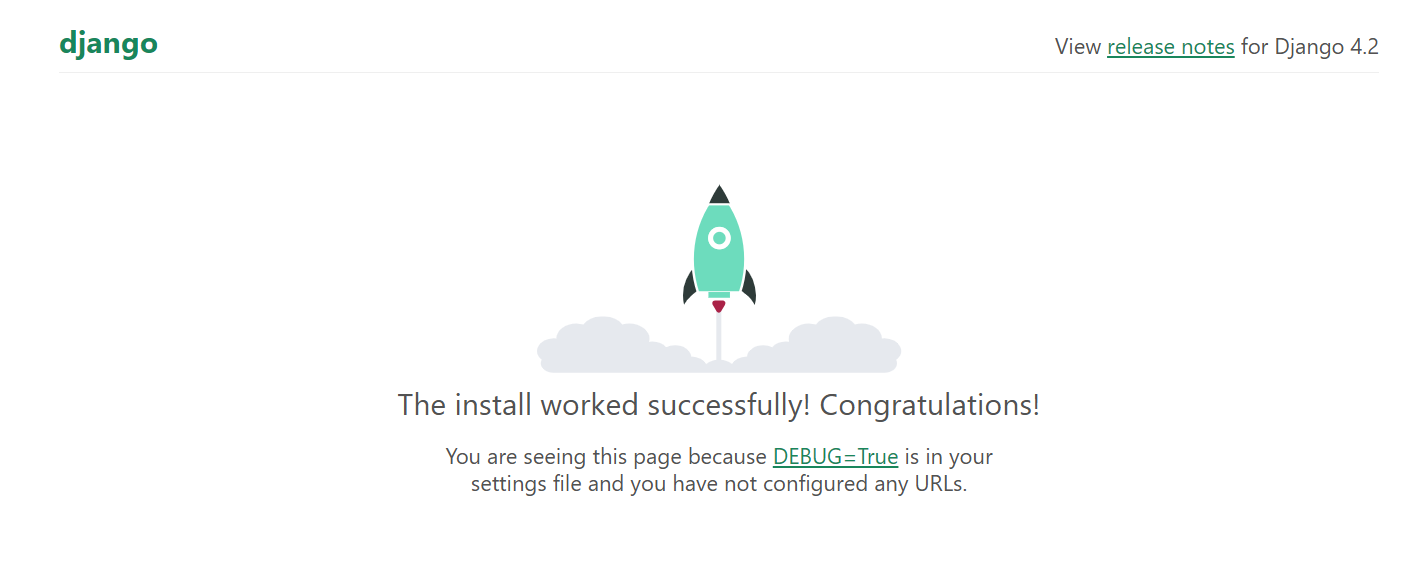 django
View release notes for Django 4.2
The install worked successfully! Congratulations!
You are seeing this page because DEBUG=True is in your
settings file and you have not configured any URLs.